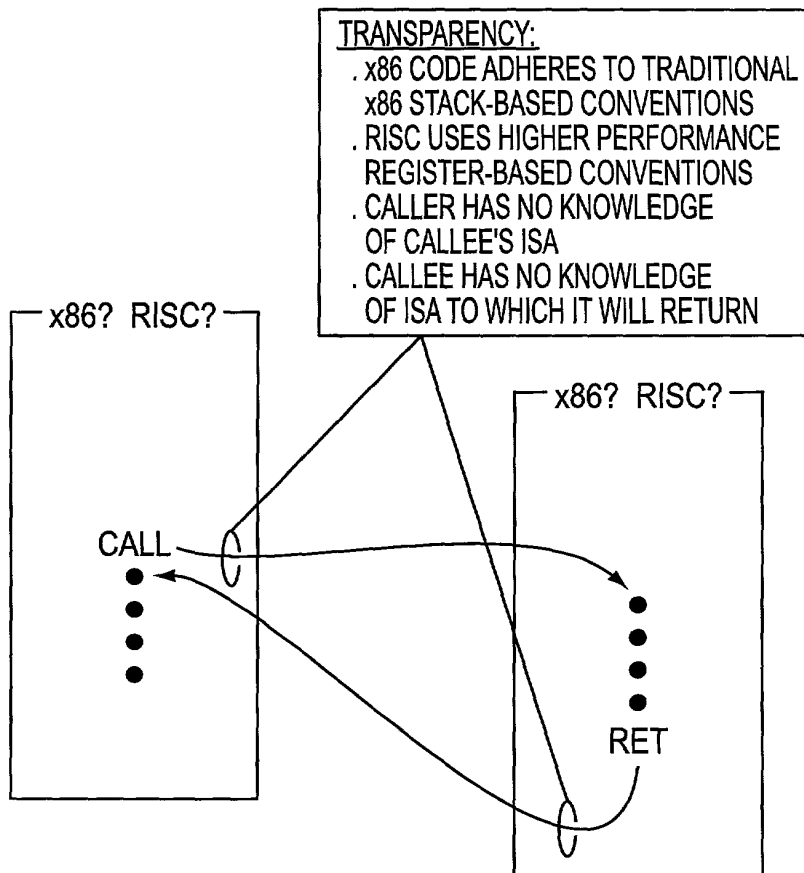 TRANSPARENCY:
. x86 CODE ADHERES TO TRADITIONAL
x86 STACK-BASED CONVENTIONS
. RISC USES HIGHER PERFORMANCE
REGISTER-BASED CONVENTIONS
. CALLER HAS NO KNOWLEDGE
OF CALLEE'S ISA
. CALLEE HAS NO KNOWLEDGE
OF ISA TO WHICH IT WILL RETURN
x86? RISC?
x86? RISC?
CALL
RET